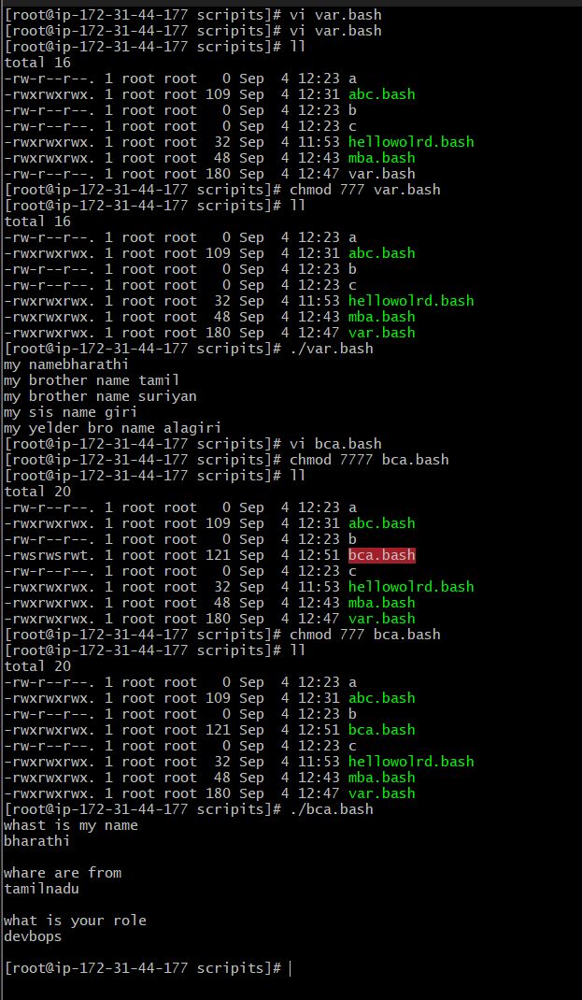 [root@ip-172-31-44-177 scripits]# vi var.bash
[root@ip-172-31-44-177 scripits]# vi var.bash
[root@ip-172-31-44-177 scripits]# ll
total 16
-rw-r--r--. 1 root root   0 Sep  4 12:23 a
-rwxrwxrwx. 1 root root 109 Sep  4 12:31 abc.bash
-rw-r--r--. 1 root root   0 Sep  4 12:23 b
-rw-r--r--. 1 root root   0 Sep  4 12:23 c
-rwxrwxrwx. 1 root root  32 Sep  4 11:53 hellowolrd.bash
-rwxrwxrwx. 1 root root  48 Sep  4 12:43 mba.bash
-rw-r--r--. 1 root root 180 Sep  4 12:47 var.bash
[root@ip-172-31-44-177 scripits]# chmod 777 var.bash
[root@ip-172-31-44-177 scripits]# ll
total 16
-rw-r--r--. 1 root root   0 Sep  4 12:23 a
-rwxrwxrwx. 1 root root 109 Sep  4 12:31 abc.bash
-rw-r--r--. 1 root root   0 Sep  4 12:23 b
-rw-r--r--. 1 root root   0 Sep  4 12:23 c
-rwxrwxrwx. 1 root root  32 Sep  4 11:53 hellowolrd.bash
-rwxrwxrwx. 1 root root  48 Sep  4 12:43 mba.bash
-rwxrwxrwx. 1 root root 180 Sep  4 12:47 var.bash
[root@ip-172-31-44-177 scripits]# ./var.bash
my namebharathi
my brother name tamil
my brother name suriyan
my sis name giri
my yelder bro name alagiri
[root@ip-172-31-44-177 scripits]# vi bca.bash
[root@ip-172-31-44-177 scripits]# chmod 7777 bca.bash
[root@ip-172-31-44-177 scripits]# ll
total 20
-rw-r--r--. 1 root root   0 Sep  4 12:23 a
-rwxrwxrwx. 1 root root 109 Sep  4 12:31 abc.bash
-rw-r--r--. 1 root root   0 Sep  4 12:23 b
-rwsrwsrwt. 1 root root 121 Sep  4 12:51 bca.bash
-rw-r--r--. 1 root root   0 Sep  4 12:23 c
-rwxrwxrwx. 1 root root  32 Sep  4 11:53 hellowolrd.bash
-rwxrwxrwx. 1 root root  48 Sep  4 12:43 mba.bash
-rwxrwxrwx. 1 root root 180 Sep  4 12:47 var.bash
[root@ip-172-31-44-177 scripits]# chmod 777 bca.bash
[root@ip-172-31-44-177 scripits]# ll
total 20
-rw-r--r--. 1 root root   0 Sep  4 12:23 a
-rwxrwxrwx. 1 root root 109 Sep  4 12:31 abc.bash
-rw-r--r--. 1 root root   0 Sep  4 12:23 b
-rwxrwxrwx. 1 root root 121 Sep  4 12:51 bca.bash
-rw-r--r--. 1 root root   0 Sep  4 12:23 c
-rwxrwxrwx. 1 root root  32 Sep  4 11:53 hellowolrd.bash
-rwxrwxrwx. 1 root root  48 Sep  4 12:43 mba.bash
-rwxrwxrwx. 1 root root 180 Sep  4 12:47 var.bash
[root@ip-172-31-44-177 scripits]# ./bca.bash
whast is my name
bharathi

whare are from
tamilnadu

what is your role
devbops

[root@ip-172-31-44-177 scripits]#